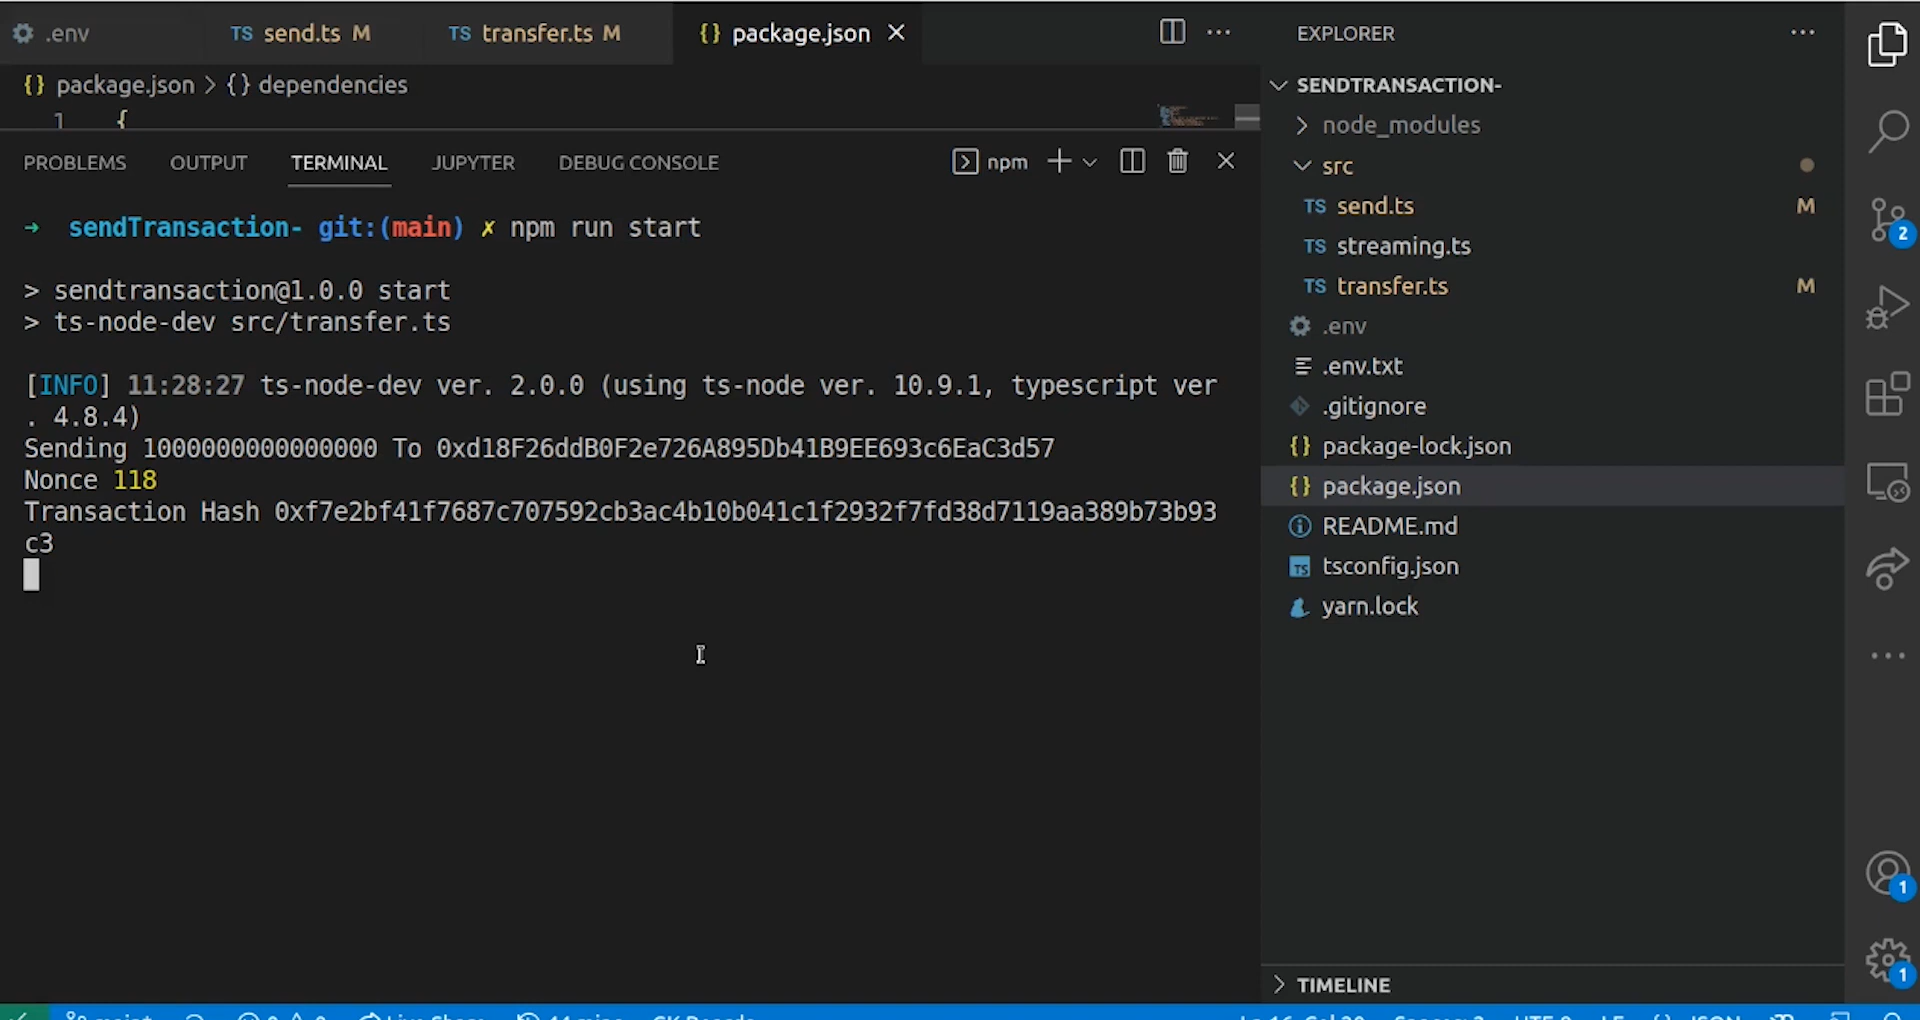 .env
TS send.ts M
TS transfer.ts M
{} package.json
{} package.json > {} dependencies
1 {
PROBLEMS OUTPUT TERMINAL JUPYTER DEBUG CONSOLE
npm
→ sendTransaction- git:(main) ✗ npm run start
> sendtransaction@1.0.0 start
> ts-node-dev src/transfer.ts
[INFO] 11:28:27 ts-node-dev ver. 2.0.0 (using ts-node ver. 10.9.1, typescript ver
. 4.8.4)
Sending 1000000000000000 To 0xd18F26ddB0F2e726A895Db41B9EE693c6EaC3d57
Nonce 118
Transaction Hash 0xf7e2bf41f7687c707592cb3ac4b10b041c1f2932f7fd38d7119aa389b73b93
c3
EXPLORER
SENDTRANSACTION-
node_modules
src
TS send.ts M
TS streaming.ts
TS transfer.ts M
.env
.env.txt
.gitignore
{} package-lock.json
{} package.json
README.md
TS tsconfig.json
yarn.lock
TIMELINE
2
1
1